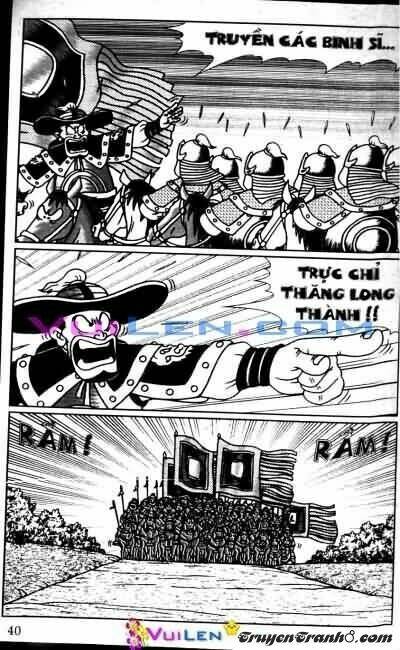 TRUYỀN CÁC BINH SĨ...
TRỰC CHỈ
THĂNG LONG
THÀNH!!
VUILEN.COM
RẦM!
RẦM!
40
VUILEN
TruyenTranh8.com